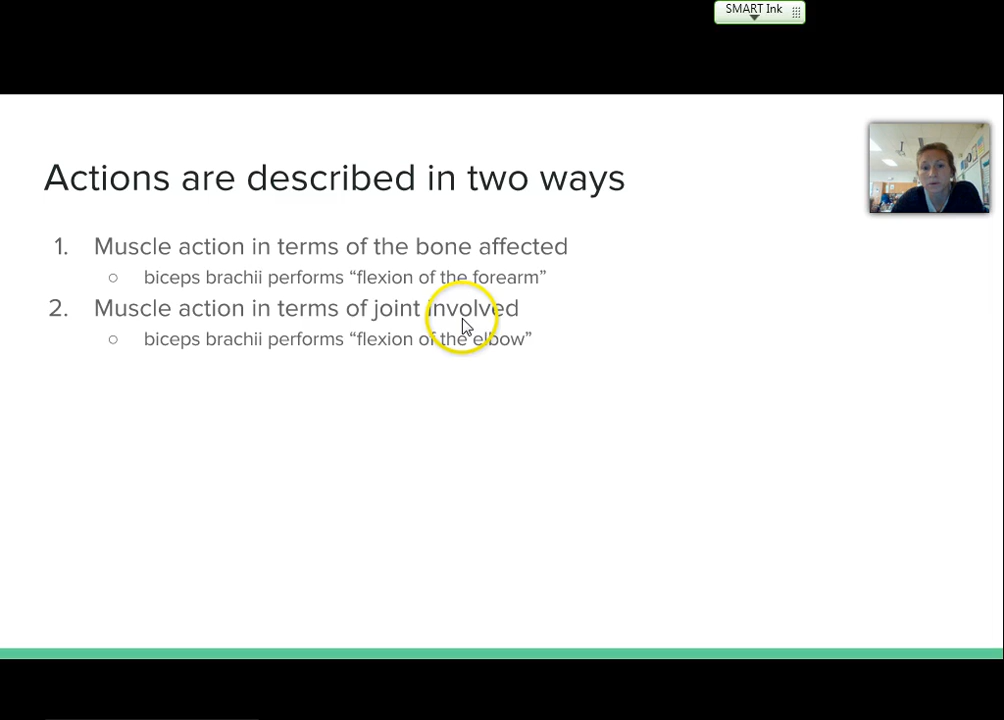 SMART Ink
Actions are described in two ways
1. Muscle action in terms of the bone affected
○ biceps brachii performs “flexion of the forearm”
2. Muscle action in terms of joint involved
○ biceps brachii performs “flexion of the elbow”